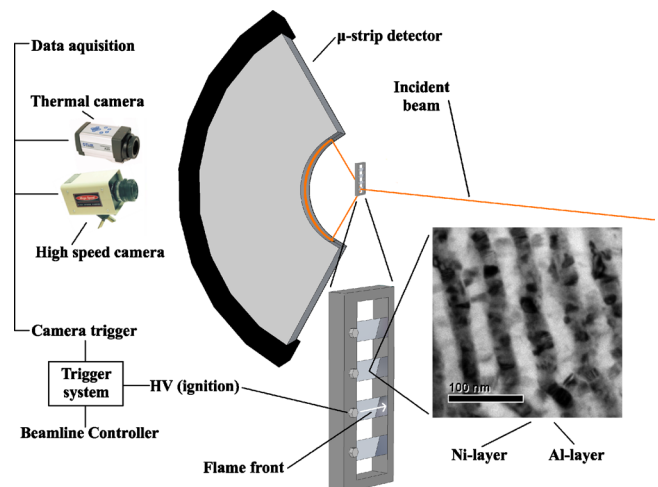 Data aquisition
µ-strip detector
Thermal camera
Incident
beam
High speed camera
Camera trigger
Trigger
system
HV (ignition)
Beamline Controller
Flame front
100 nm
Ni-layer
Al-layer